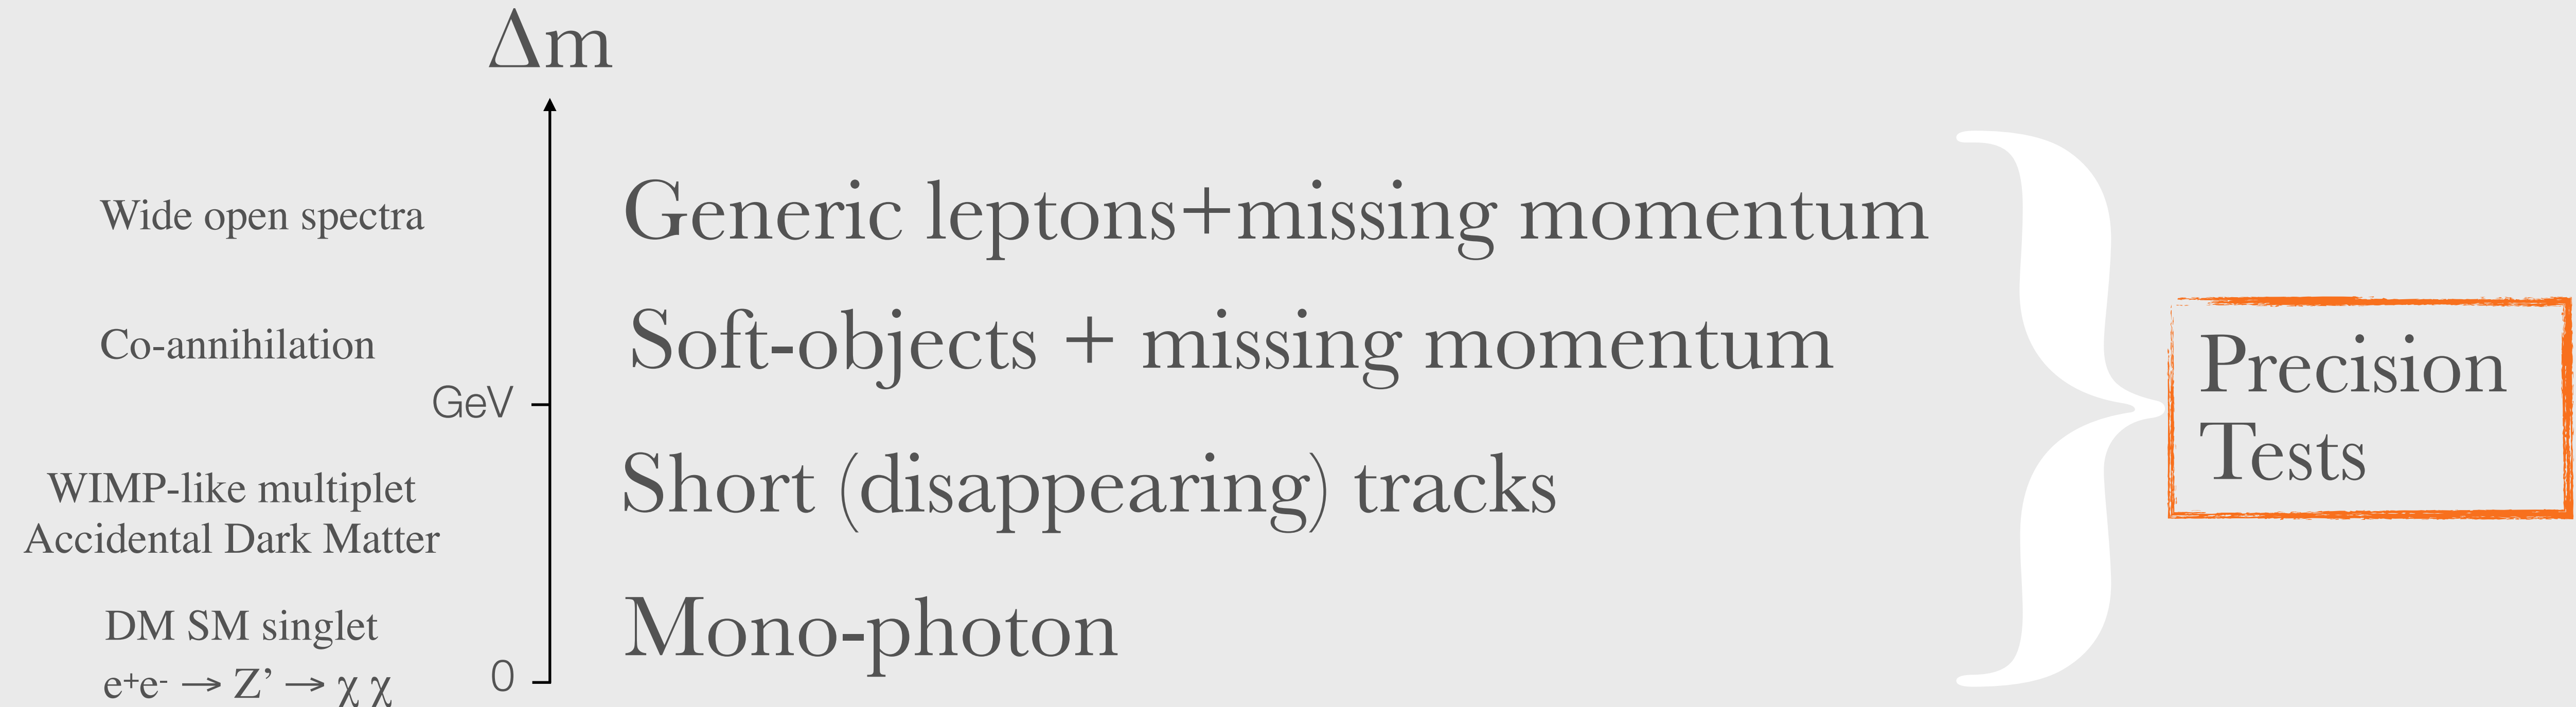 Δm
Wide open spectra
Generic leptons+missing momentum
Co-annihilation
Soft-objects + missing momentum
GeV
WIMP-like multiplet
Accidental Dark Matter
Short (disappearing) tracks
DM SM singlet
e⁺e⁻ → Z’ → χ χ
Mono-photon
0
Precision
Tests